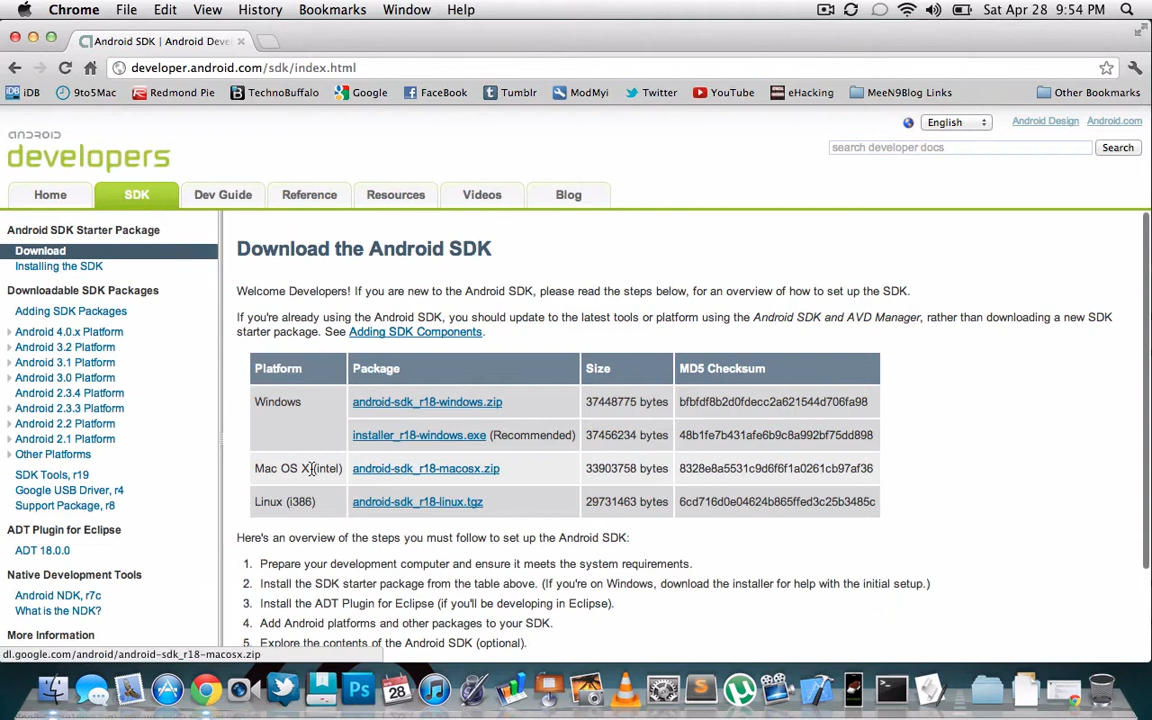 Chrome File Edit View History Bookmarks Window Help Sat Apr 28 9:54 PM
Android SDK | Android Deve
developer.android.com/sdk/index.html
iDB 9to5Mac Redmond Pie TechnoBuffalo Google FaceBook Tumblr ModMyi Twitter YouTube eHacking MeeN9Blog Links Other Bookmarks
English Android Design Android.com
android
developers
search developer docs Search
Home SDK Dev Guide Reference Resources Videos Blog
Android SDK Starter Package
Download
Installing the SDK
Downloadable SDK Packages
Adding SDK Packages
Android 4.0.x Platform
Android 3.2 Platform
Android 3.1 Platform
Android 3.0 Platform
Android 2.3.4 Platform
Android 2.3.3 Platform
Android 2.2 Platform
Android 2.1 Platform
Other Platforms
SDK Tools, r19
Google USB Driver, r4
Support Package, r8
ADT Plugin for Eclipse
ADT 18.0.0
Native Development Tools
Android NDK, r7c
What is the NDK?
More Information
dl.google.com/android/android-sdk_r18-macosx.zip
Download the Android SDK
Welcome Developers! If you are new to the Android SDK, please read the steps below, for an overview of how to set up the SDK.
If you're already using the Android SDK, you should update to the latest tools or platform using the Android SDK and AVD Manager, rather than downloading a new SDK
starter package. See Adding SDK Components.
Platform Package Size MD5 Checksum
Windows android-sdk_r18-windows.zip 37448775 bytes bfbfdf8b2d0fdecc2a621544d706fa98
installer_r18-windows.exe (Recommended) 37456234 bytes 48b1fe7b431afe6b9c8a992bf75dd898
Mac OS X (intel) android-sdk_r18-macosx.zip 33903758 bytes 8328e8a5531c9d6f6f1a0261cb97af36
Linux (i386) android-sdk_r18-linux.tgz 29731463 bytes 6cd716d0e04624b865ffed3c25b3485c
Here's an overview of the steps you must follow to set up the Android SDK:
1. Prepare your development computer and ensure it meets the system requirements.
2. Install the SDK starter package from the table above. (If you're on Windows, download the installer for help with the initial setup.)
3. Install the ADT Plugin for Eclipse (if you'll be developing in Eclipse).
4. Add Android platforms and other packages to your SDK.
5. Explore the contents of the Android SDK (optional).
Ps
28